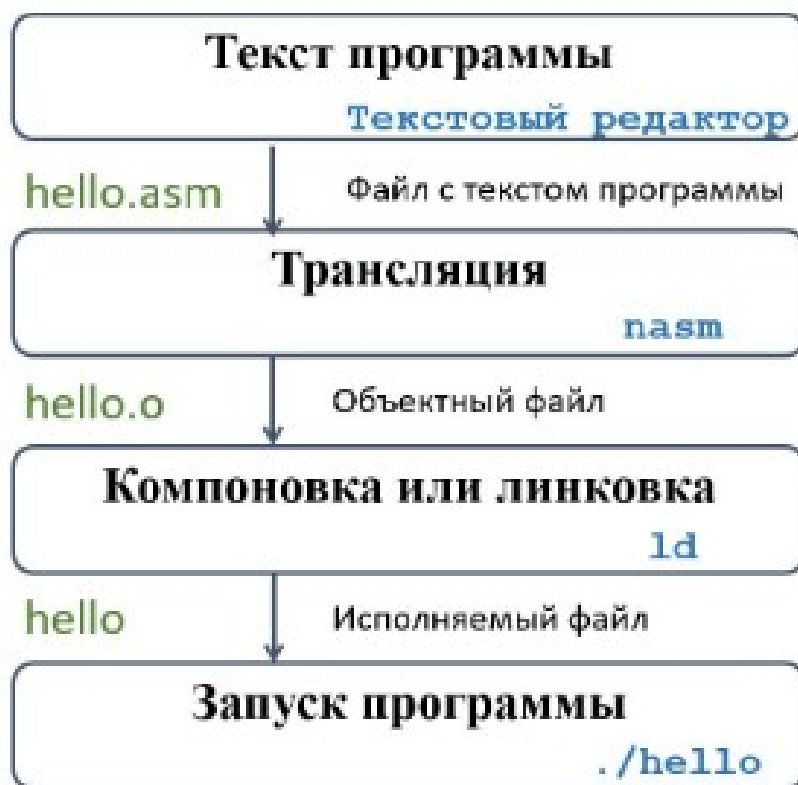 Текст программы
Текстовый редактор
hello.asm Файл с текстом программы
Трансляция
nasm
hello.o Объектный файл
Компоновка или линковка
ld
hello Исполняемый файл
Запуск программы
./hello